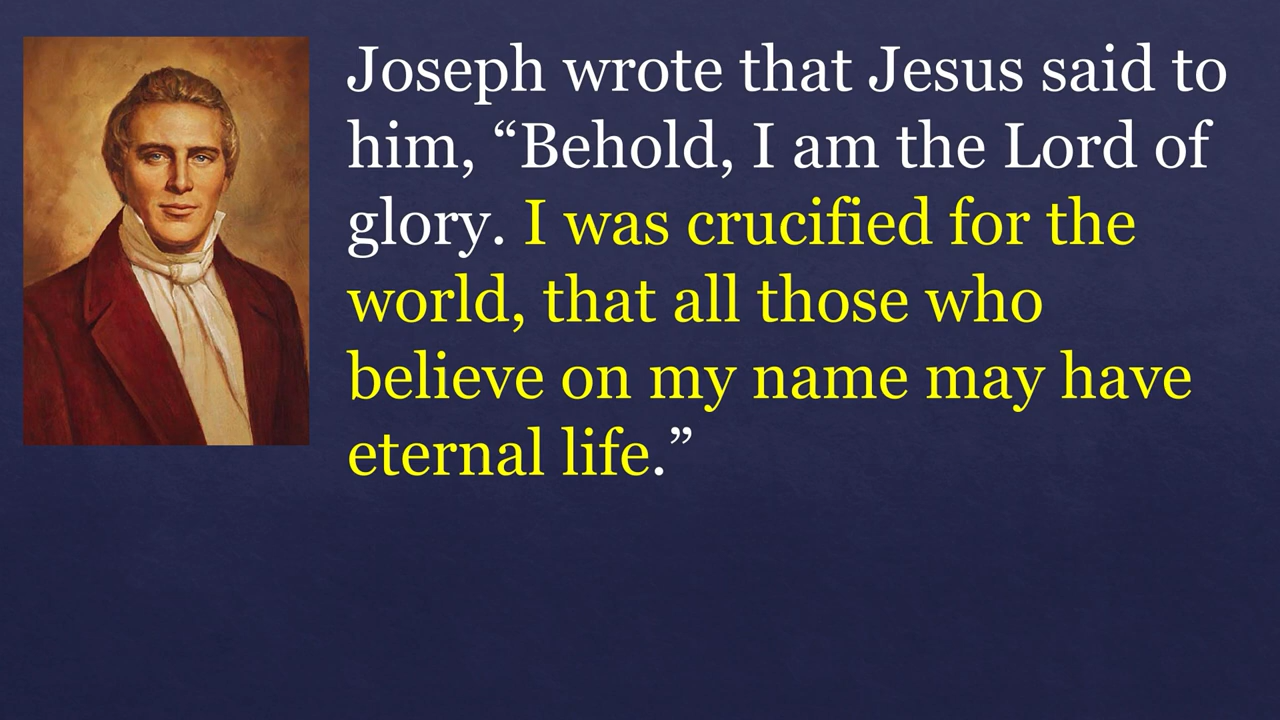 Joseph wrote that Jesus said to
him, “Behold, I am the Lord of
glory. I was crucified for the
world, that all those who
believe on my name may have
eternal life.”